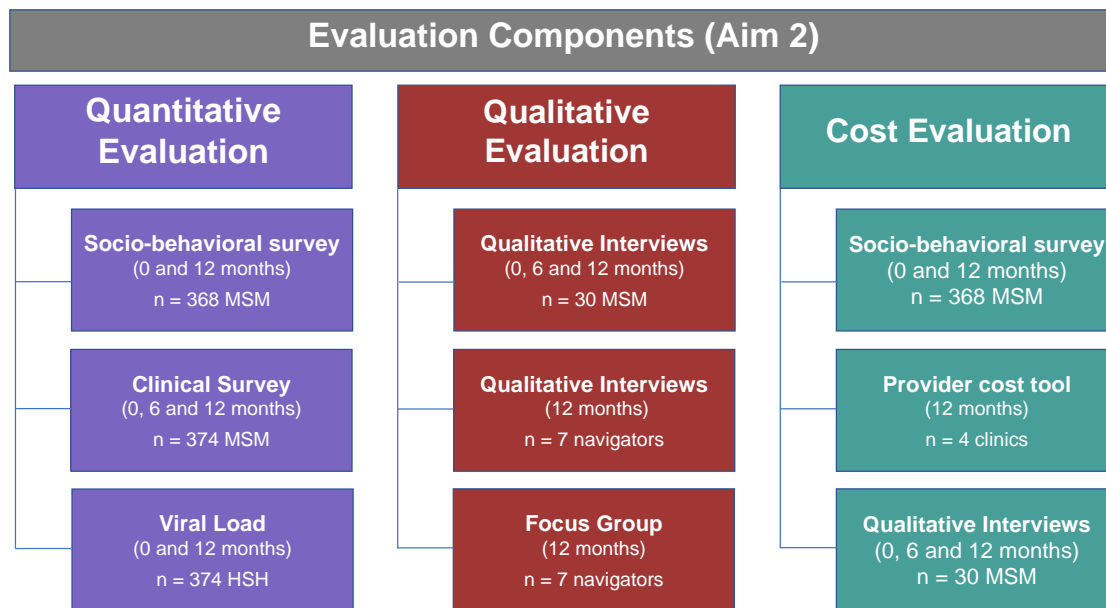 Evaluation Components (Aim 2)
Quantitative
Evaluation
Socio-behavioral survey
(0 and 12 months)
n = 368 MSM
Clinical Survey
(0, 6 and 12 months)
n = 374 MSM
Viral Load
(0 and 12 months)
n = 374 HSH
Qualitative
Evaluation
Qualitative Interviews
(0, 6 and 12 months)
n = 30 MSM
Qualitative Interviews
(12 months)
n = 7 navigators
Focus Group
(12 months)
n = 7 navigators
Cost Evaluation
Socio-behavioral survey
(0 and 12 months)
n = 368 MSM
Provider cost tool
(12 months)
n = 4 clinics
Qualitative Interviews
(0, 6 and 12 months)
n = 30 MSM